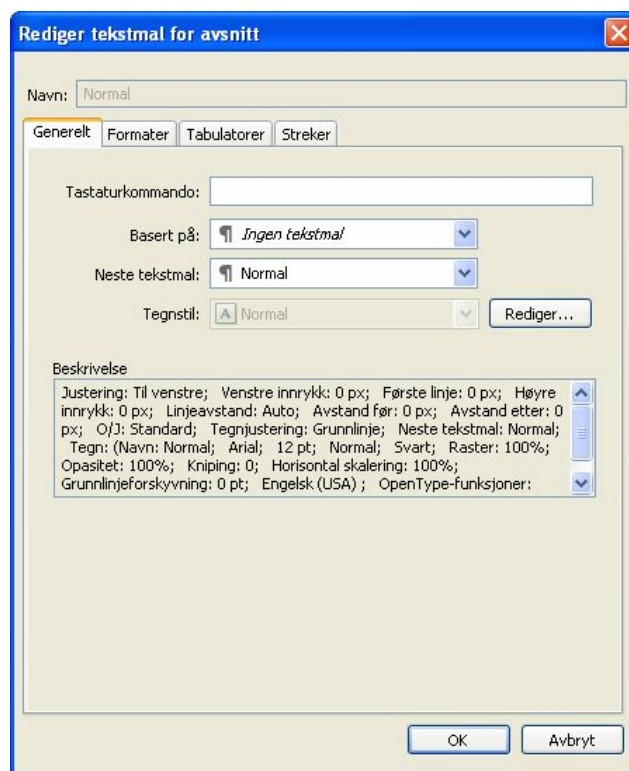 Rediger tekstmal for avsnitt
Navn: Normal
Generelt Formater Tabulatorer Streker
Tastaturkommando:
Basert på: ¶ Ingen tekstmal
Neste tekstmal: ¶ Normal
Tegnstil: A Normal Rediger...
Beskrivelse
Justering: Til venstre; Venstre innrykk: 0 px; Første linje: 0 px; Høyre
innrykk: 0 px; Linjeavstand: Auto; Avstand før: 0 px; Avstand etter: 0
px; O/J: Standard; Tegnjustering: Grunnlinje; Neste tekstmal: Normal;
Tegn: (Navn: Normal; Arial; 12 pt; Normal; Svart; Raster: 100%;
Opasitet: 100%; Kniping: 0; Horisontal skalering: 100%;
Grunnlinjeforskyvning: 0 pt; Engelsk (USA) ; OpenType-funksjoner:
OK Avbryt